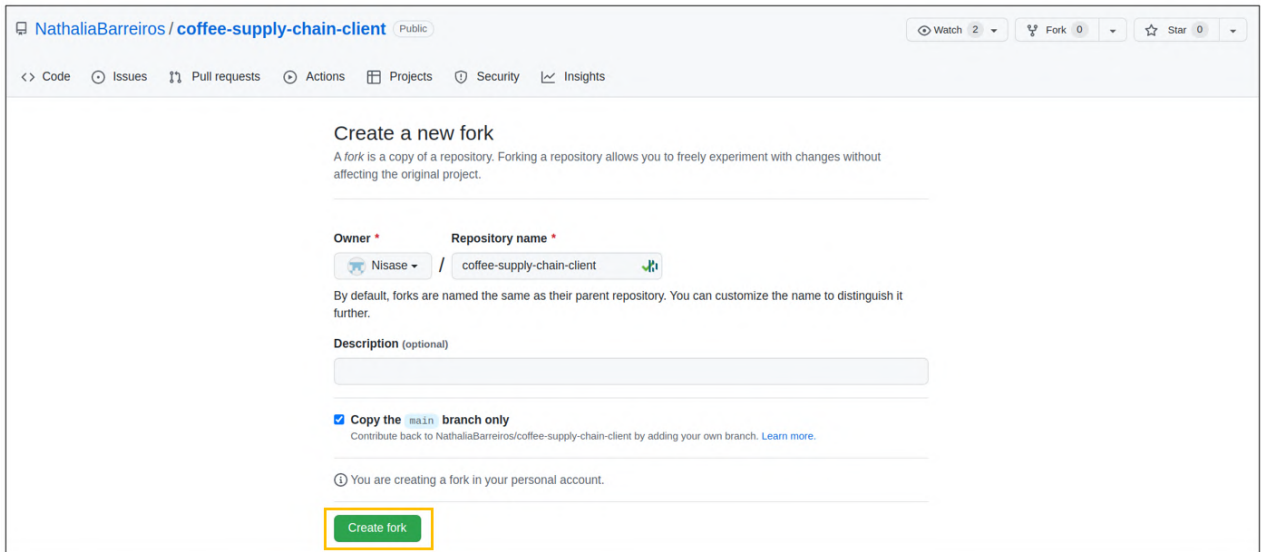 NathaliaBarreiros / coffee-supply-chain-client Public
Watch 2 Fork 0 Star 0
Code Issues Pull requests Actions Projects Security Insights
Create a new fork
A fork is a copy of a repository. Forking a repository allows you to freely experiment with changes without
affecting the original project.
Owner * Repository name *
Nisase / coffee-supply-chain-client
By default, forks are named the same as their parent repository. You can customize the name to distinguish it
further.
Description (optional)
Copy the main branch only
Contribute back to NathaliaBarreiros/coffee-supply-chain-client by adding your own branch. Learn more.
You are creating a fork in your personal account.
Create fork